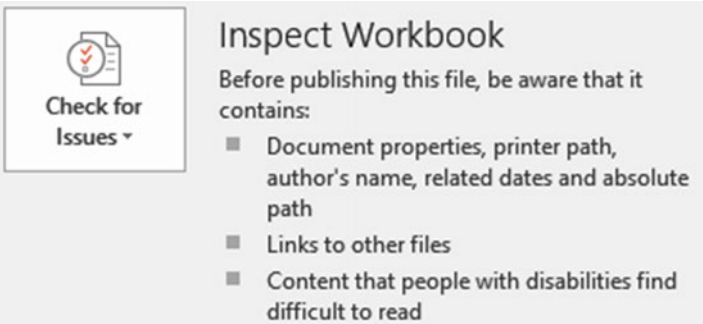 Check for
Issues
Inspect Workbook
Before publishing this file, be aware that it
contains:
Document properties, printer path,
author's name, related dates and absolute
path
Links to other files
Content that people with disabilities find
difficult to read